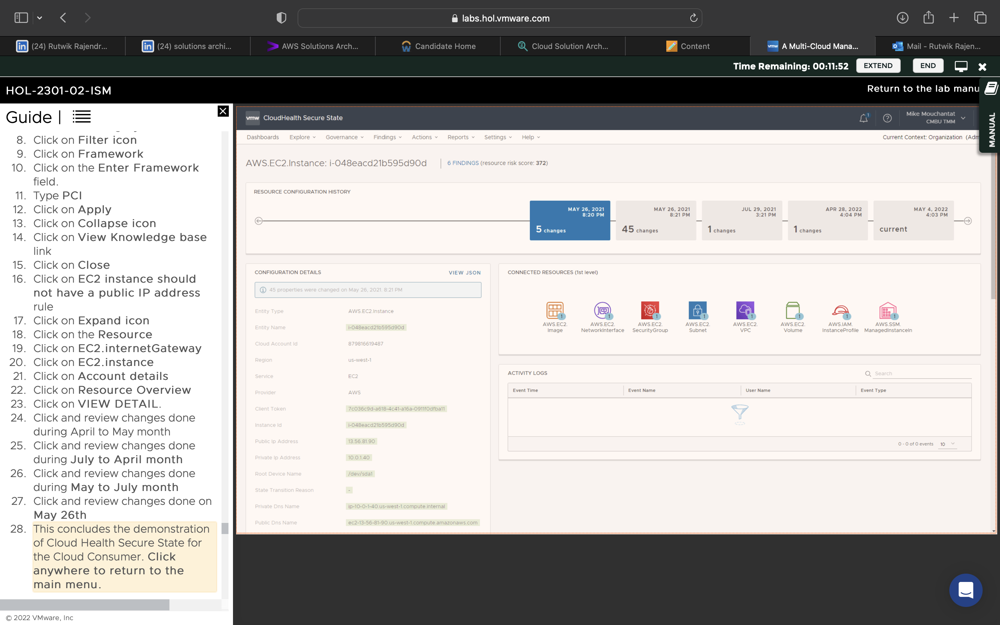 labs.hol.vmware.com
(24) Rutwik Rajendr...
(24) solutions archi...
AWS Solutions Arch...
Candidate Home
Cloud Solution Arch...
Content
vmw A Multi-Cloud Mana...
Mail - Rutwik Rajen...
Time Remaining: 00:11:52
EXTEND
END
HOL-2301-02-ISM
Return to the lab manu
MANUAL
Guide |
8. Click on Filter icon
9. Click on Framework
10. Click on the Enter Framework
field.
11. Type PCI
12. Click on Apply
13. Click on Collapse icon
14. Click on View Knowledge base
link
15. Click on Close
16. Click on EC2 instance should
not have a public IP address
rule
17. Click on Expand icon
18. Click on the Resource
19. Click on EC2.internetGateway
20. Click on EC2.instance
21. Click on Account details
22. Click on Resource Overview
23. Click on VIEW DETAIL.
24. Click and review changes done
during April to May month
25. Click and review changes done
during July to April month
26. Click and review changes done
during May to July month
27. Click and review changes done on
May 26th
28. This concludes the demonstration
of Cloud Health Secure State for
the Cloud Consumer. Click
anywhere to return to the
main menu.
© 2022 VMware, Inc
vmw CloudHealth Secure State
1
Mike Mouchantat
CMBU TMM
Dashboards Explore Governance Findings Actions Reports Settings Help
Current Context: Organization (Adm
AWS.EC2.Instance: i-048eacd21b595d90d
6 FINDINGS (resource risk score: 372)
RESOURCE CONFIGURATION HISTORY
MAY 26, 2021
8:20 PM
5 changes
MAY 26, 2021
8:21 PM
45 changes
JUL 29, 2021
3:21 PM
1 changes
APR 28, 2022
4:04 PM
1 changes
MAY 4, 2022
4:03 PM
current
CONFIGURATION DETAILS
VIEW JSON
45 properties were changed on May 26, 2021. 8:21 PM
Entity Type AWS.EC2.Instance
Entity Name i-048eacd21b595d90d
Cloud Account Id 879816619487
Region us-west-1
Service EC2
Provider AWS
Client Token 7c036c9d-a618-4c41-a16a-0911f0dfba11
Instance Id i-048eacd21b595d90d
Public Ip Address 13.56.81.90
Private Ip Address 10.0.1.40
Root Device Name /dev/sda1
State Transition Reason -
Private Dns Name ip-10-0-1-40.us-west-1.compute.internal
Public Dns Name ec2-13-56-81-90.us-west-1.compute.amazonaws.com
CONNECTED RESOURCES (1st level)
1 1 1 1 1 1 1 1
AWS.EC2.
Image
AWS.EC2.
NetworkInterface
AWS.EC2.
SecurityGroup
AWS.EC2.
Subnet
AWS.EC2.
VPC
AWS.EC2.
Volume
AWS.IAM.
InstanceProfile
AWS.SSM.
ManagedInstanceIn
ACTIVITY LOGS
Search
Event Time Event Name User Name Event Type
0 - 0 of 0 events 10